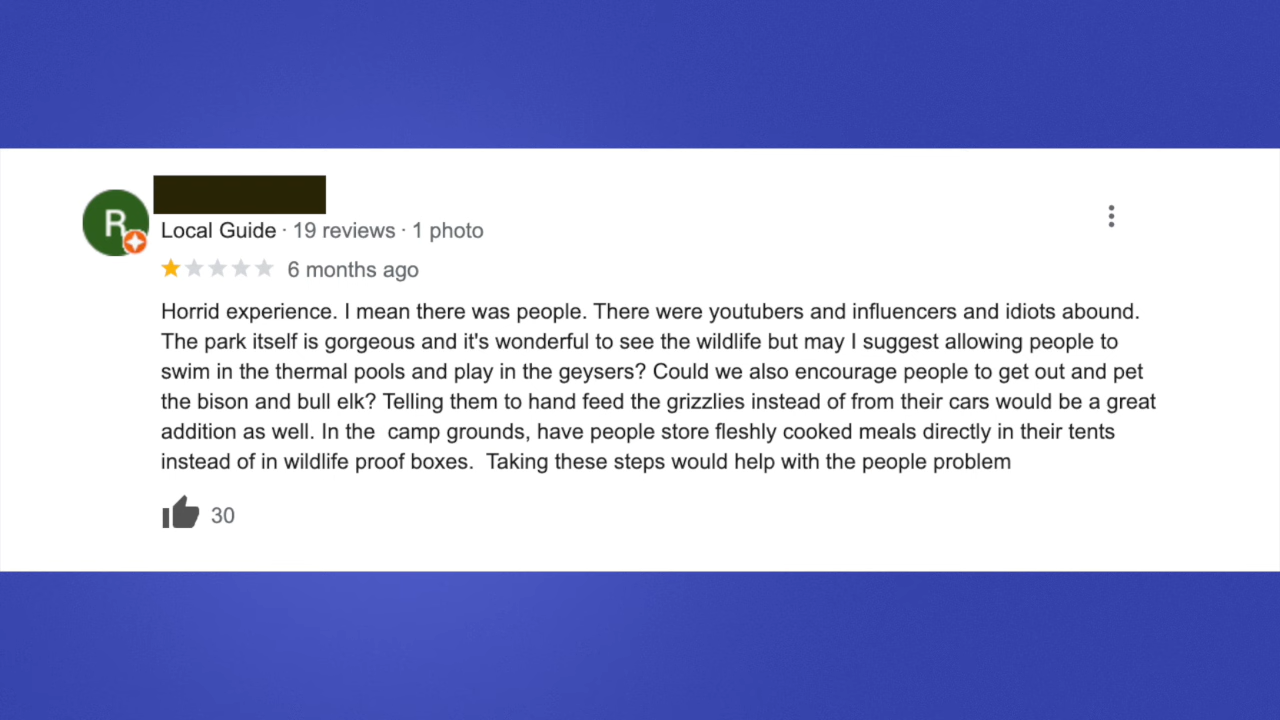 R
Local Guide · 19 reviews · 1 photo
6 months ago
Horrid experience. I mean there was people. There were youtubers and influencers and idiots abound.
The park itself is gorgeous and it's wonderful to see the wildlife but may I suggest allowing people to
swim in the thermal pools and play in the geysers? Could we also encourage people to get out and pet
the bison and bull elk? Telling them to hand feed the grizzlies instead of from their cars would be a great
addition as well. In the  camp grounds, have people store fleshly cooked meals directly in their tents
instead of in wildlife proof boxes.  Taking these steps would help with the people problem
30